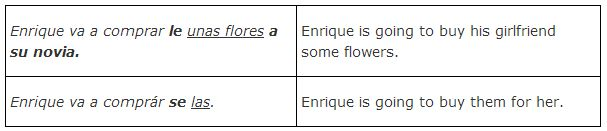 Enrique va a comprar le unas flores a
su novia.
Enrique is going to buy his girlfriend
some flowers.
Enrique va a comprár se las.
Enrique is going to buy them for her.